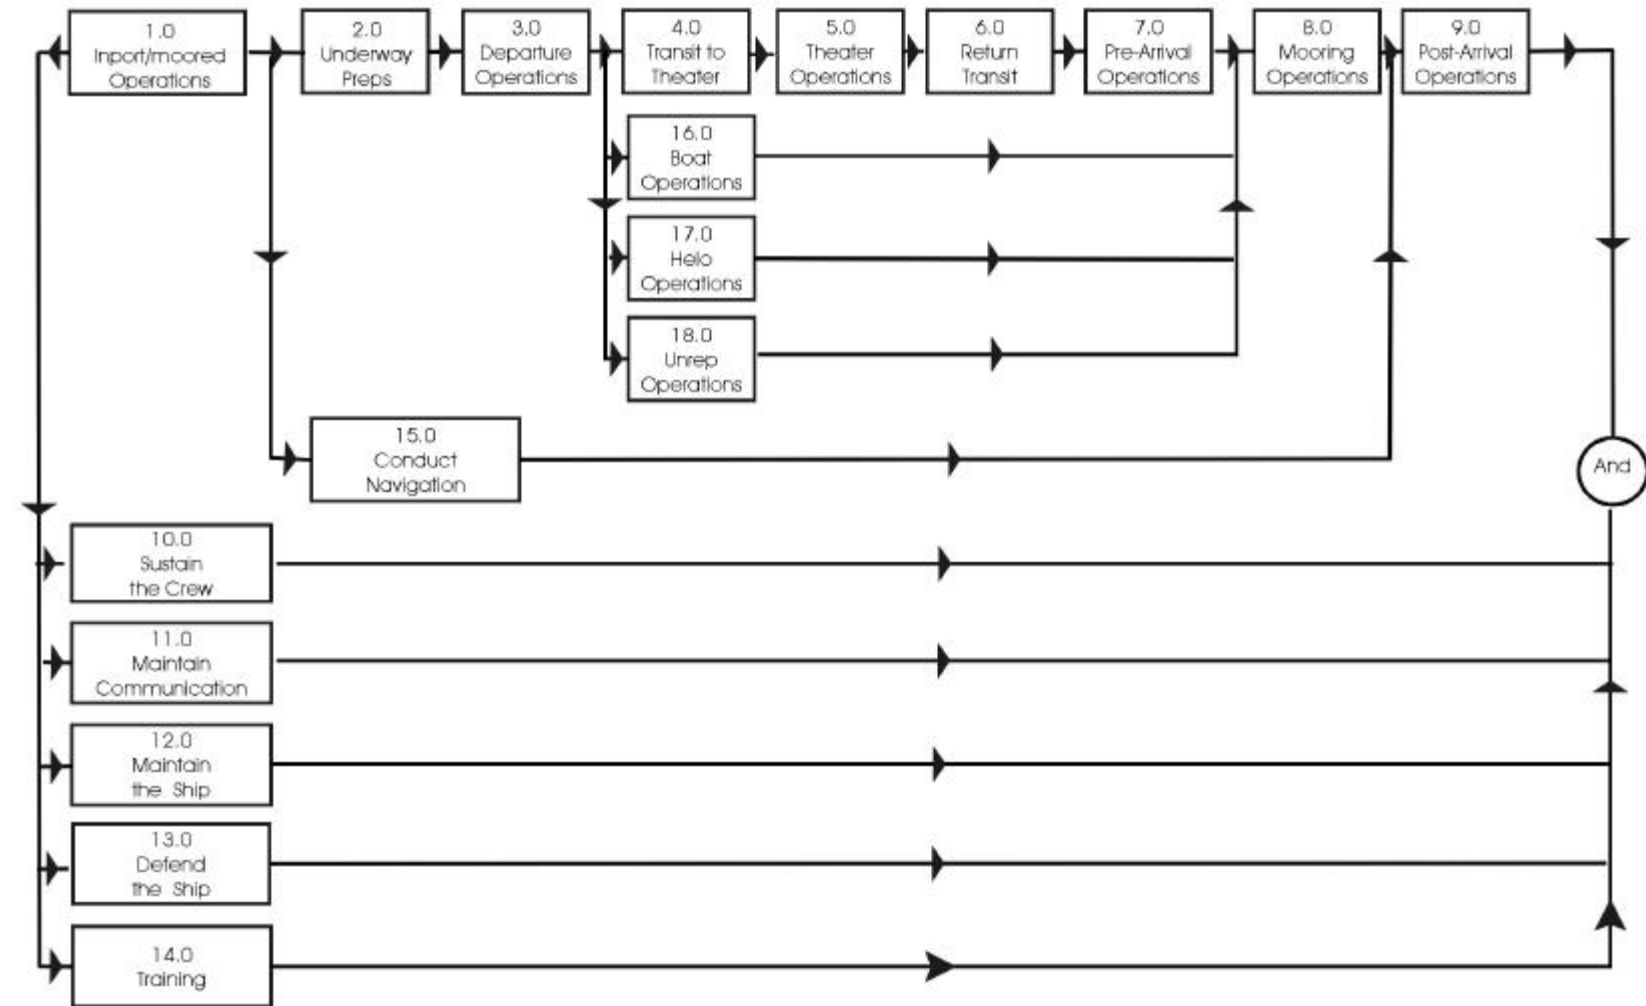 1.0
Inport/moored
Operations
2.0
Underway
Preps
3.0
Departure
Operations
4.0
Transit to
Theater
5.0
Theater
Operations
6.0
Return
Transit
7.0
Pre-Arrival
Operations
8.0
Mooring
Operations
9.0
Post-Arrival
Operations
16.0
Boat
Operations
17.0
Helo
Operations
18.0
Unrep
Operations
15.0
Conduct
Navigation
And
10.0
Sustain
the Crew
11.0
Maintain
Communication
12.0
Maintain
the Ship
13.0
Defend
the Ship
14.0
Training